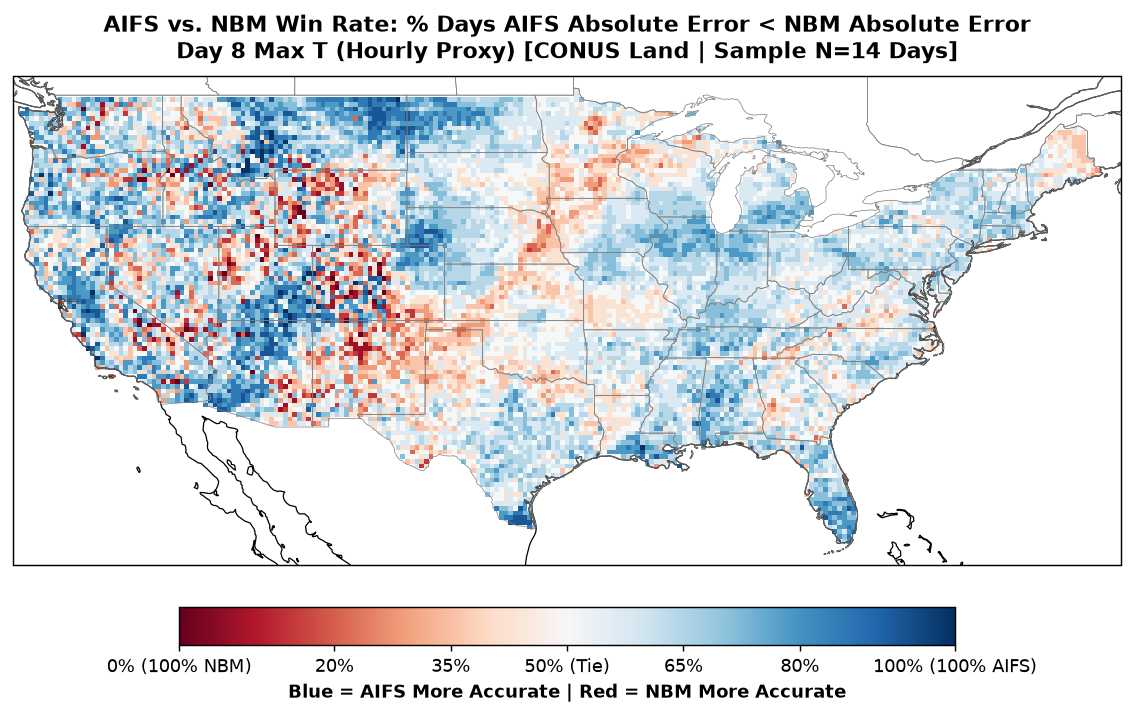 AIFS vs. NBM Win Rate: % Days AIFS Absolute Error < NBM Absolute Error
Day 8 Max T (Hourly Proxy) [CONUS Land | Sample N=14 Days]
0% (100% NBM) 20% 35% 50% (Tie) 65% 80% 100% (100% AIFS)
Blue = AIFS More Accurate | Red = NBM More Accurate